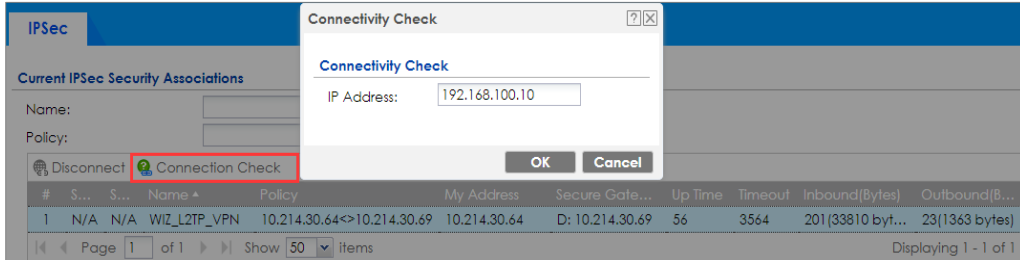 IPSec
Connectivity Check
Current IPSec Security Associations
Connectivity Check
Name:
IP Address: 192.168.100.10
Policy:
Disconnect Connection Check
OK Cancel
# S... S... Name Policy My Address Secure Gate... Up Time Timeout Inbound(Bytes) Outbound(B...
1 N/A N/A WIZ_L2TP_VPN 10.214.30.64<>10.214.30.69 10.214.30.64 D: 10.214.30.69 56 3564 201(33810 byt... 23(1363 bytes)
Page 1 of 1 Show 50 items Displaying 1 - 1 of 1